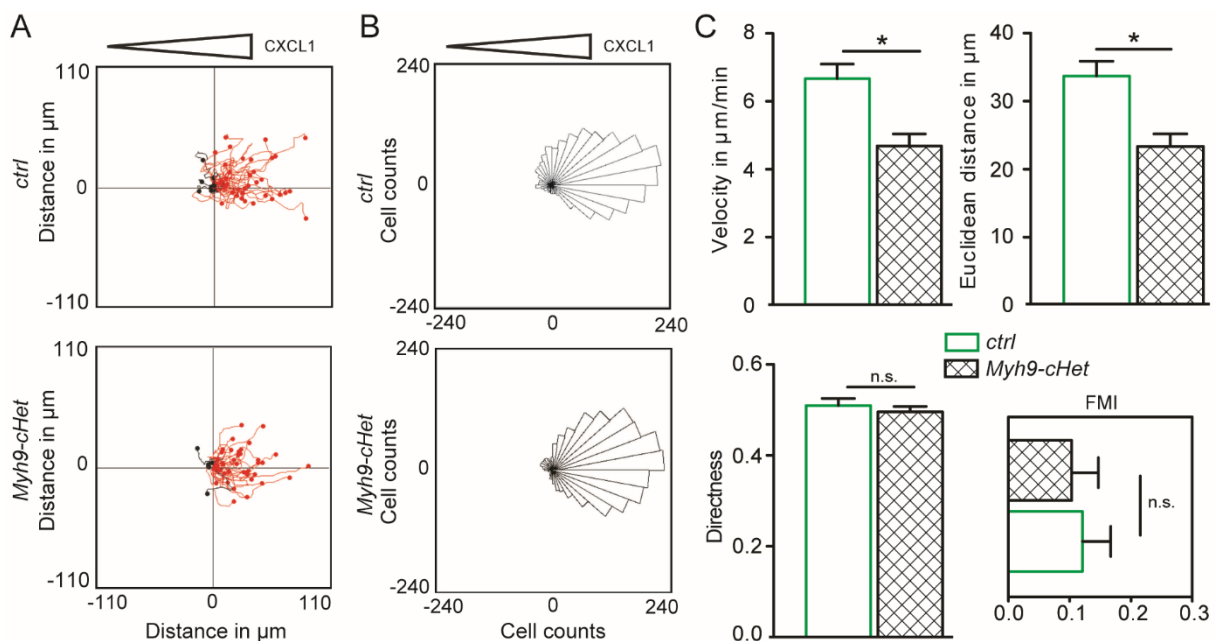 A
CXCL1
110
0
-110
ctrl
Distance in µm
110
0
-110
Myh9-cHet
Distance in µm
-110
0
110
Distance in µm
B
CXCL1
240
0
-240
ctrl
Cell counts
-240
0
240
240
0
-240
Myh9-cHet
Cell counts
-240
0
240
Cell counts
C
8
6
4
2
0
Velocity in µm/min
*
40
30
20
10
0
Euclidean distance in µm
*
ctrl
Myh9-cHet
0.6
0.4
0.2
0.0
Directness
n.s.
FMI
n.s.
0.0
0.1
0.2
0.3